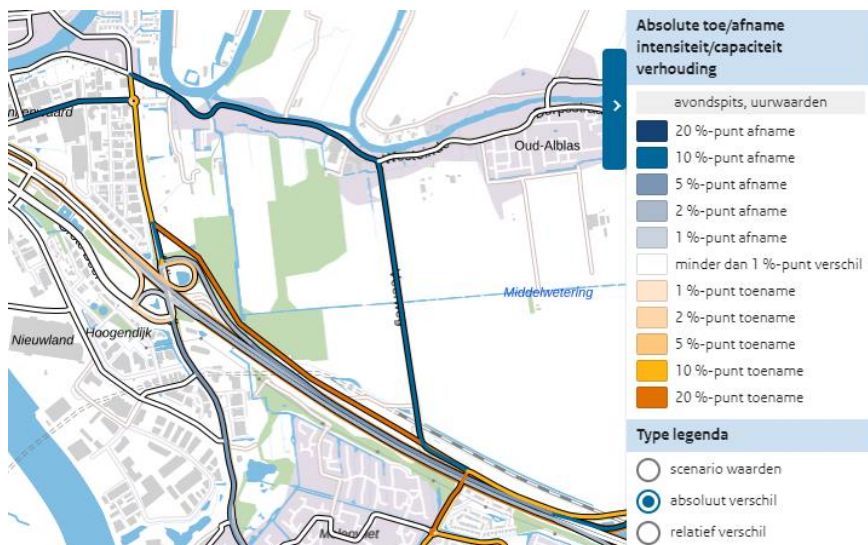 Absolute toe/afname
intensiteit/capaciteit
verhouding
avondspits, uurwaarden
20 %-punt afname
10 %-punt afname
5 %-punt afname
2 %-punt afname
1 %-punt afname
minder dan 1 %-punt verschil
1 %-punt toename
2 %-punt toename
5 %-punt toename
10 %-punt toename
20 %-punt toename
Type legenda
scenario waarden
absoluut verschil
relatief verschil
Oud-Alblas
Middelwetering
Veerweg
Hoogendijk
Nieuwland